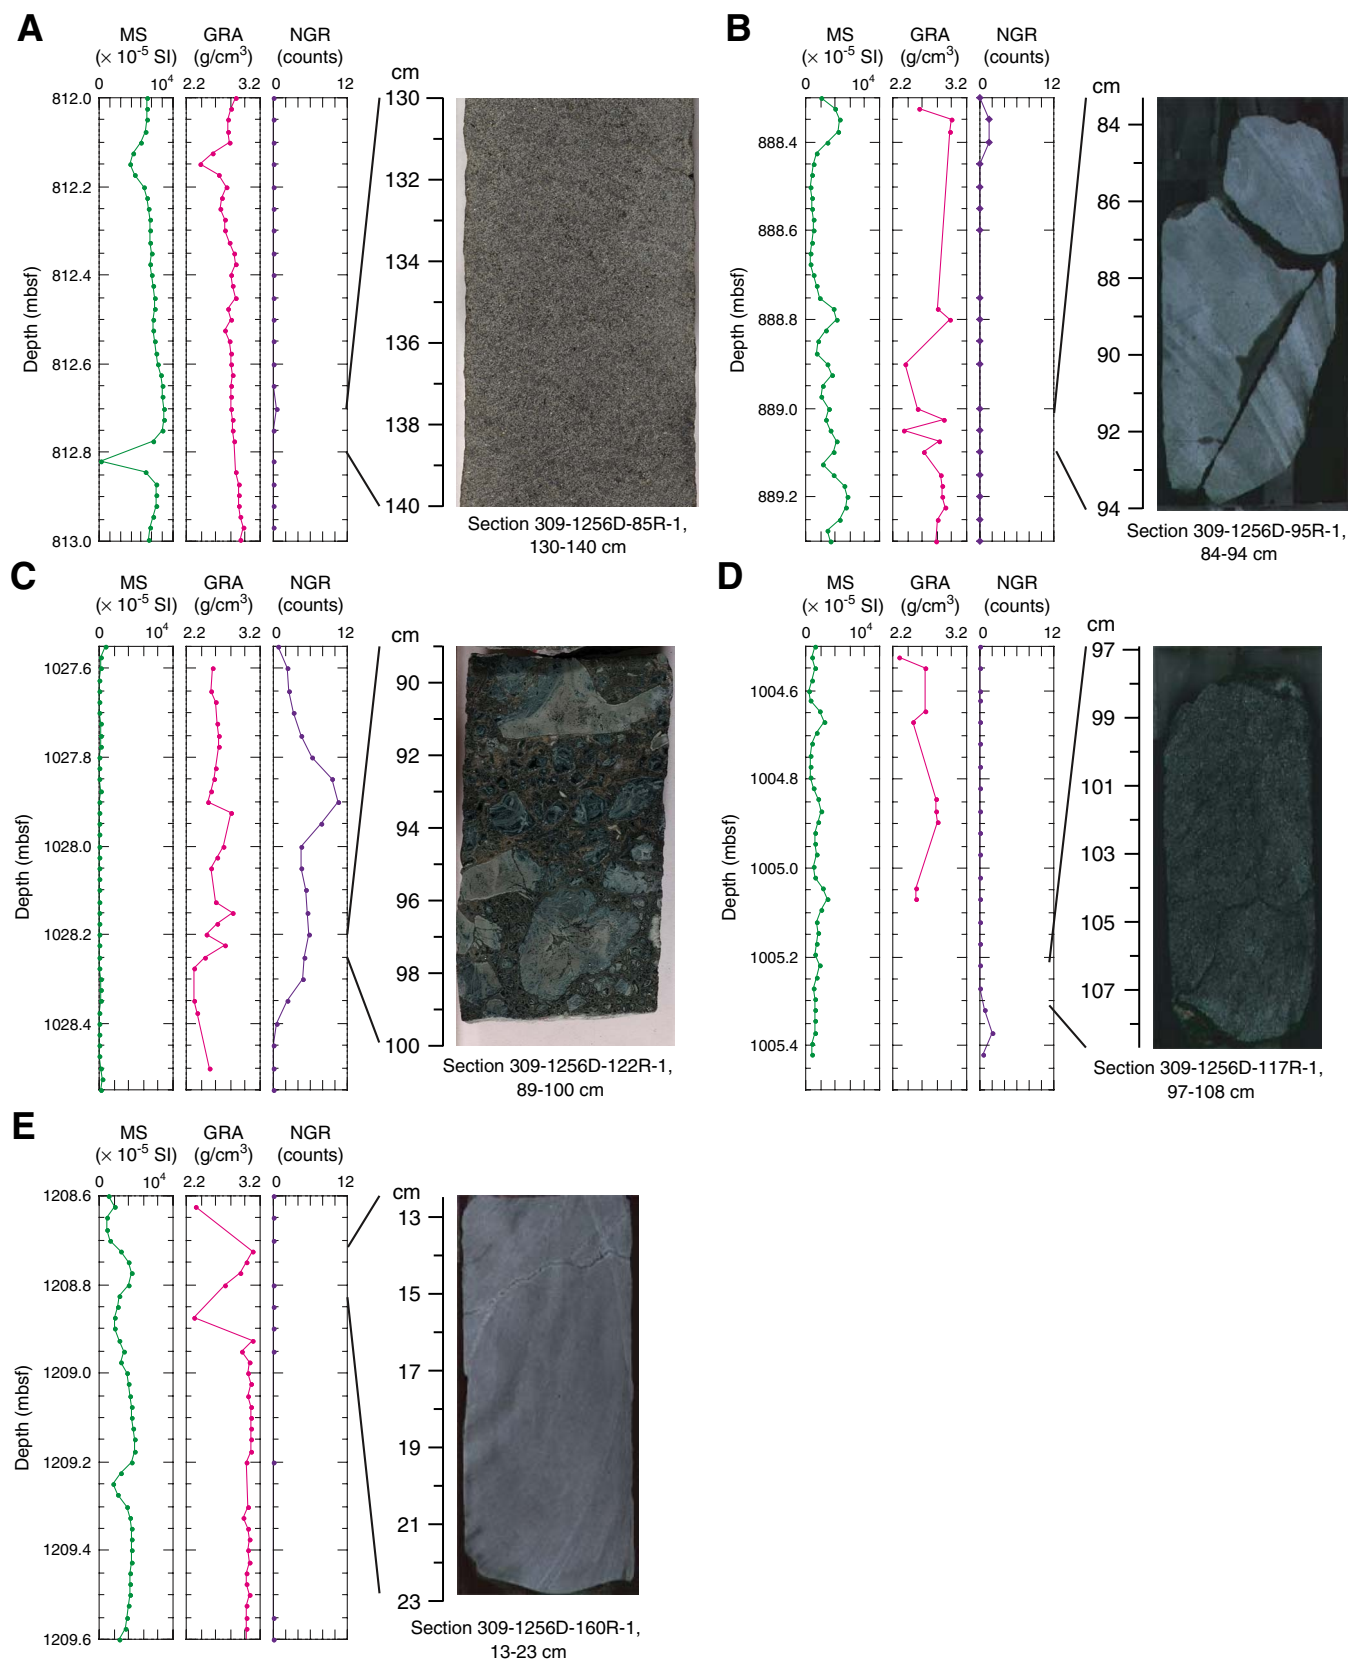 A
MS GRA NGR
(× 10-5 SI) (g/cm3) (counts)
0 104 2.2 3.2 0 12
cm
812.0
812.2
812.4
812.6
812.8
813.0
Depth (mbsf)
130
132
134
136
138
140
Section 309-1256D-85R-1,
130-140 cm
B
MS GRA NGR
(× 10-5 SI) (g/cm3) (counts)
0 104 2.2 3.2 0 12
cm
888.4
888.6
888.8
889.0
889.2
Depth (mbsf)
84
86
88
90
92
94
Section 309-1256D-95R-1,
84-94 cm
C
MS GRA NGR
(× 10-5 SI) (g/cm3) (counts)
0 104 2.2 3.2 0 12
cm
1027.6
1027.8
1028.0
1028.2
1028.4
Depth (mbsf)
90
92
94
96
98
100
Section 309-1256D-122R-1,
89-100 cm
D
MS GRA NGR
(× 10-5 SI) (g/cm3) (counts)
0 104 2.2 3.2 0 12
cm
1004.6
1004.8
1005.0
1005.2
1005.4
Depth (mbsf)
97
99
101
103
105
107
Section 309-1256D-117R-1,
97-108 cm
E
MS GRA NGR
(× 10-5 SI) (g/cm3) (counts)
0 104 2.2 3.2 0 12
cm
1208.6
1208.8
1209.0
1209.2
1209.4
1209.6
Depth (mbsf)
13
15
17
19
21
23
Section 309-1256D-160R-1,
13-23 cm